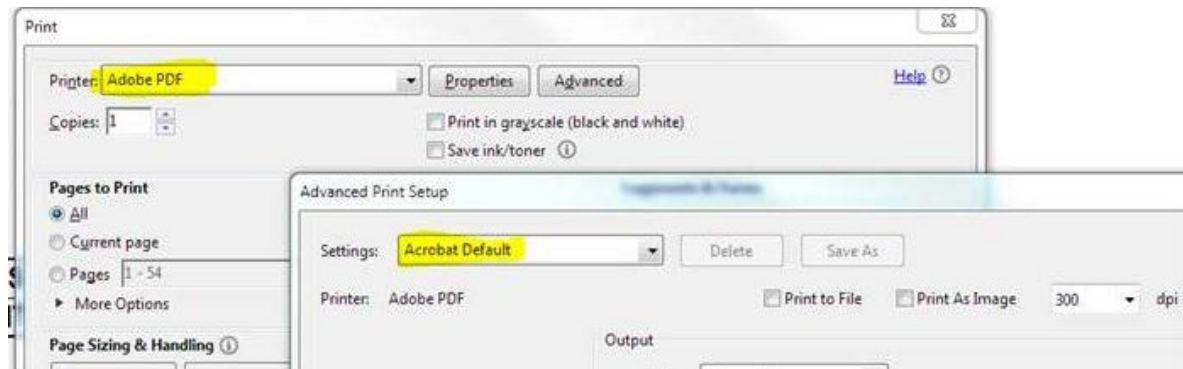 Print
Printer: Adobe PDF Properties Advanced Help
Copies: 1 Print in grayscale (black and white)
Save ink/toner
Pages to Print
All
Current page
Pages 1 - 54
More Options
Page Sizing & Handling
Advanced Print Setup
Settings: Acrobat Default Delete Save As
Printer: Adobe PDF Print to File Print As Image 300 dpi
Output